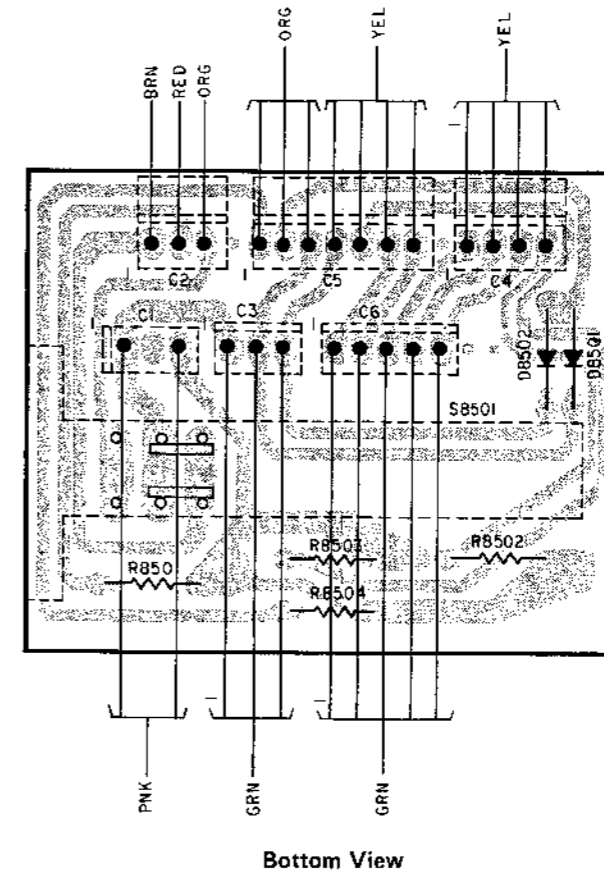 ORG
YEL
YEL
BRN
RED
ORG
C2
C5
C4
C1
C3
C6
D8502
D8501
S8501
R850
R8503
R8502
R8504
PNK
GRN
GRN
Bottom View